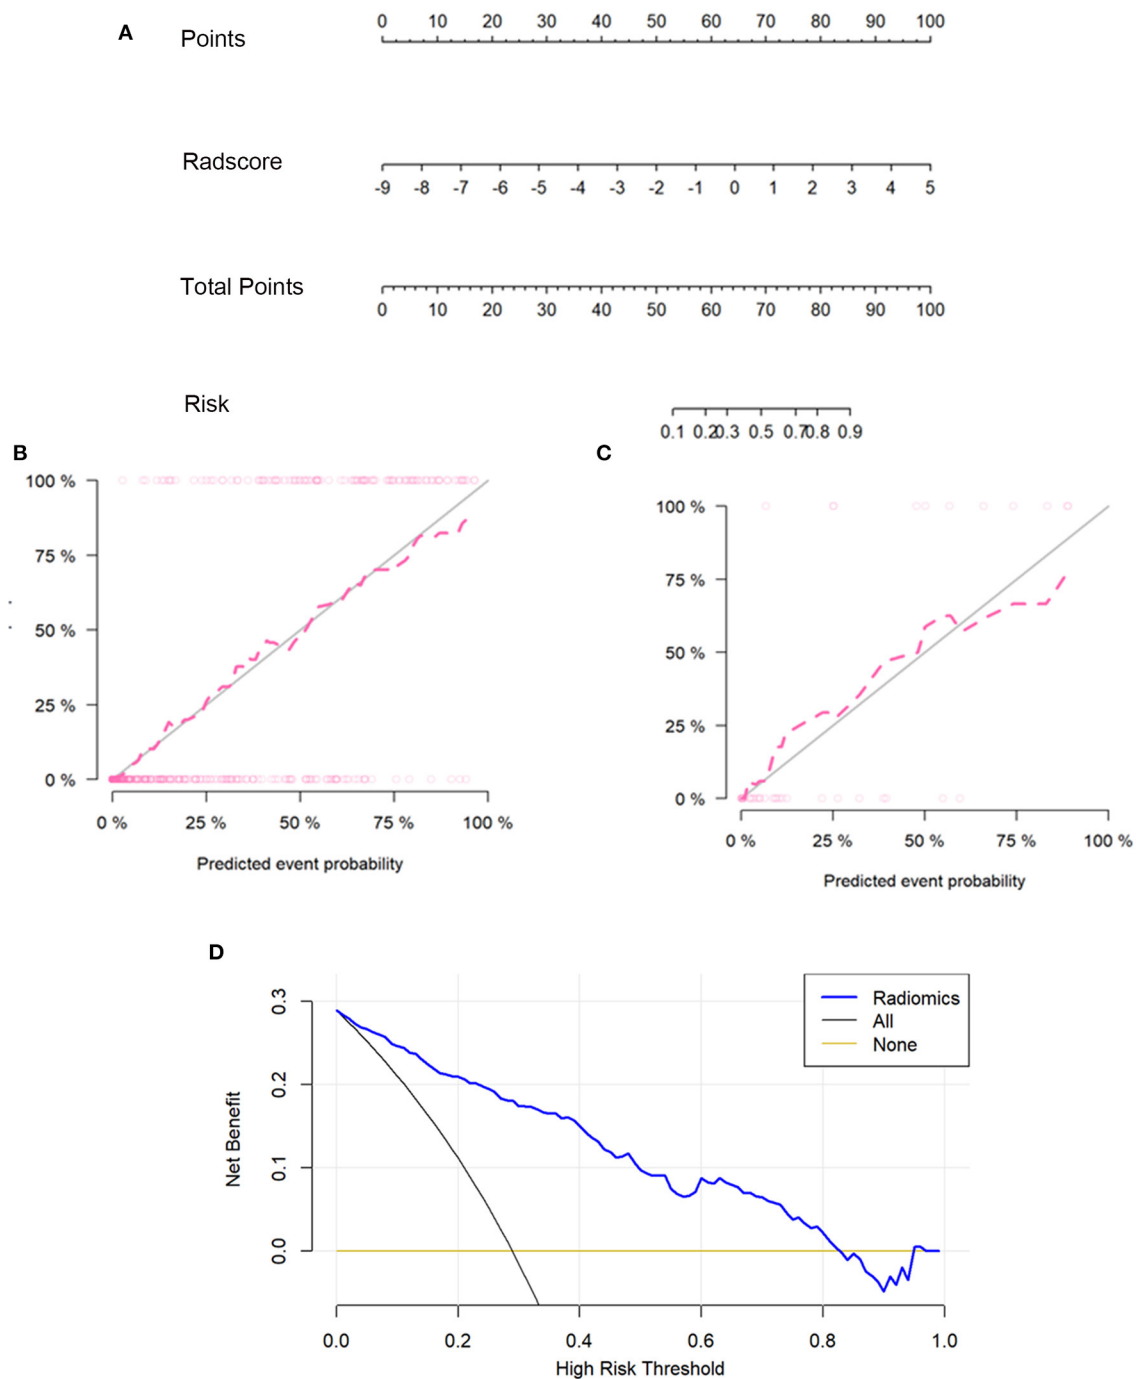 A
Points
0 10 20 30 40 50 60 70 80 90 100
Radscore
-9 -8 -7 -6 -5 -4 -3 -2 -1 0 1 2 3 4 5
Total Points
0 10 20 30 40 50 60 70 80 90 100
Risk
0.1 0.2 0.3 0.5 0.7 0.8 0.9
B
100 %
75 %
50 %
25 %
0 %
0 % 25 % 50 % 75 % 100 %
Predicted event probability
C
100 %
75 %
50 %
25 %
0 %
0 % 25 % 50 % 75 % 100 %
Predicted event probability
D
Radiomics
All
None
Net Benefit
0.3
0.2
0.1
0.0
0.0 0.2 0.4 0.6 0.8 1.0
High Risk Threshold